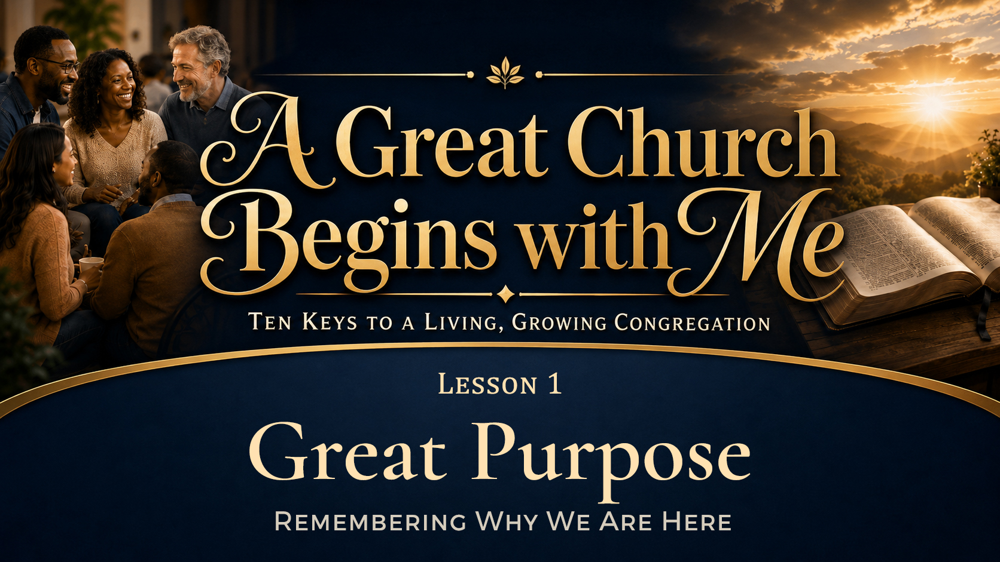 A Great Church
Begins with Me
Ten Keys to a Living, Growing Congregation
Lesson 1
Great Purpose
Remembering Why We Are Here